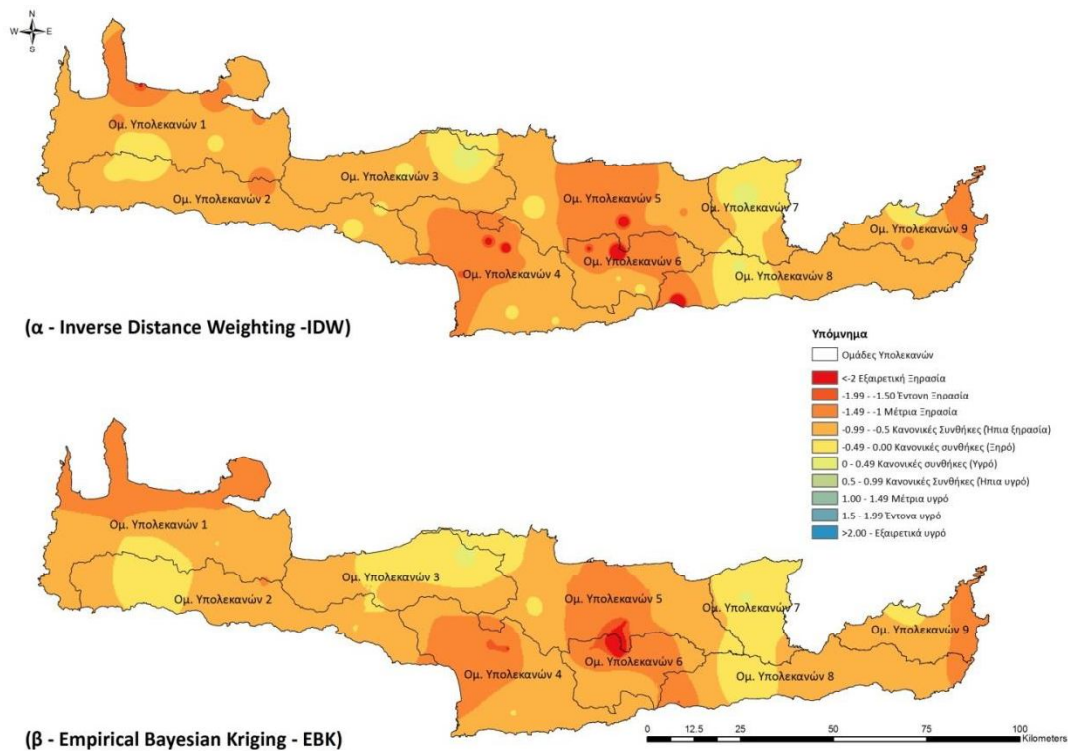 N
W E
S
Ομ. Υπολεκανών 1
Ομ. Υπολεκανών 2
Ομ. Υπολεκανών 3
Ομ. Υπολεκανών 4
Ομ. Υπολεκανών 5
Ομ. Υπολεκανών 6
Ομ. Υπολεκανών 7
Ομ. Υπολεκανών 8
Ομ. Υπολεκανών 9
(α - Inverse Distance Weighting -IDW)
Υπόμνημα
Ομάδες Υπολεκανών
<-2 Εξαιρετική Ξηρασία
-1.99 - -1.50 Έντονη Ξηρασία
-1.49 - -1 Μέτρια Ξηρασία
-0.99 - -0.5 Κανονικές Συνθήκες (Ήπια ξηρασία)
-0.49 - 0.00 Κανονικές συνθήκες (Ξηρό)
0 - 0.49 Κανονικές συνθήκες (Υγρό)
0.5 - 0.99 Κανονικές Συνθήκες (Ήπια υγρό)
1.00 - 1.49 Μέτρια υγρό
1.5 - 1.99 Έντονα υγρό
>2.00 - Εξαιρετικά υγρό
Ομ. Υπολεκανών 1
Ομ. Υπολεκανών 2
Ομ. Υπολεκανών 3
Ομ. Υπολεκανών 4
Ομ. Υπολεκανών 5
Ομ. Υπολεκανών 6
Ομ. Υπολεκανών 7
Ομ. Υπολεκανών 8
Ομ. Υπολεκανών 9
(β - Empirical Bayesian Kriging - EBK)
0 12.5 25 50 75 100
Kilometers